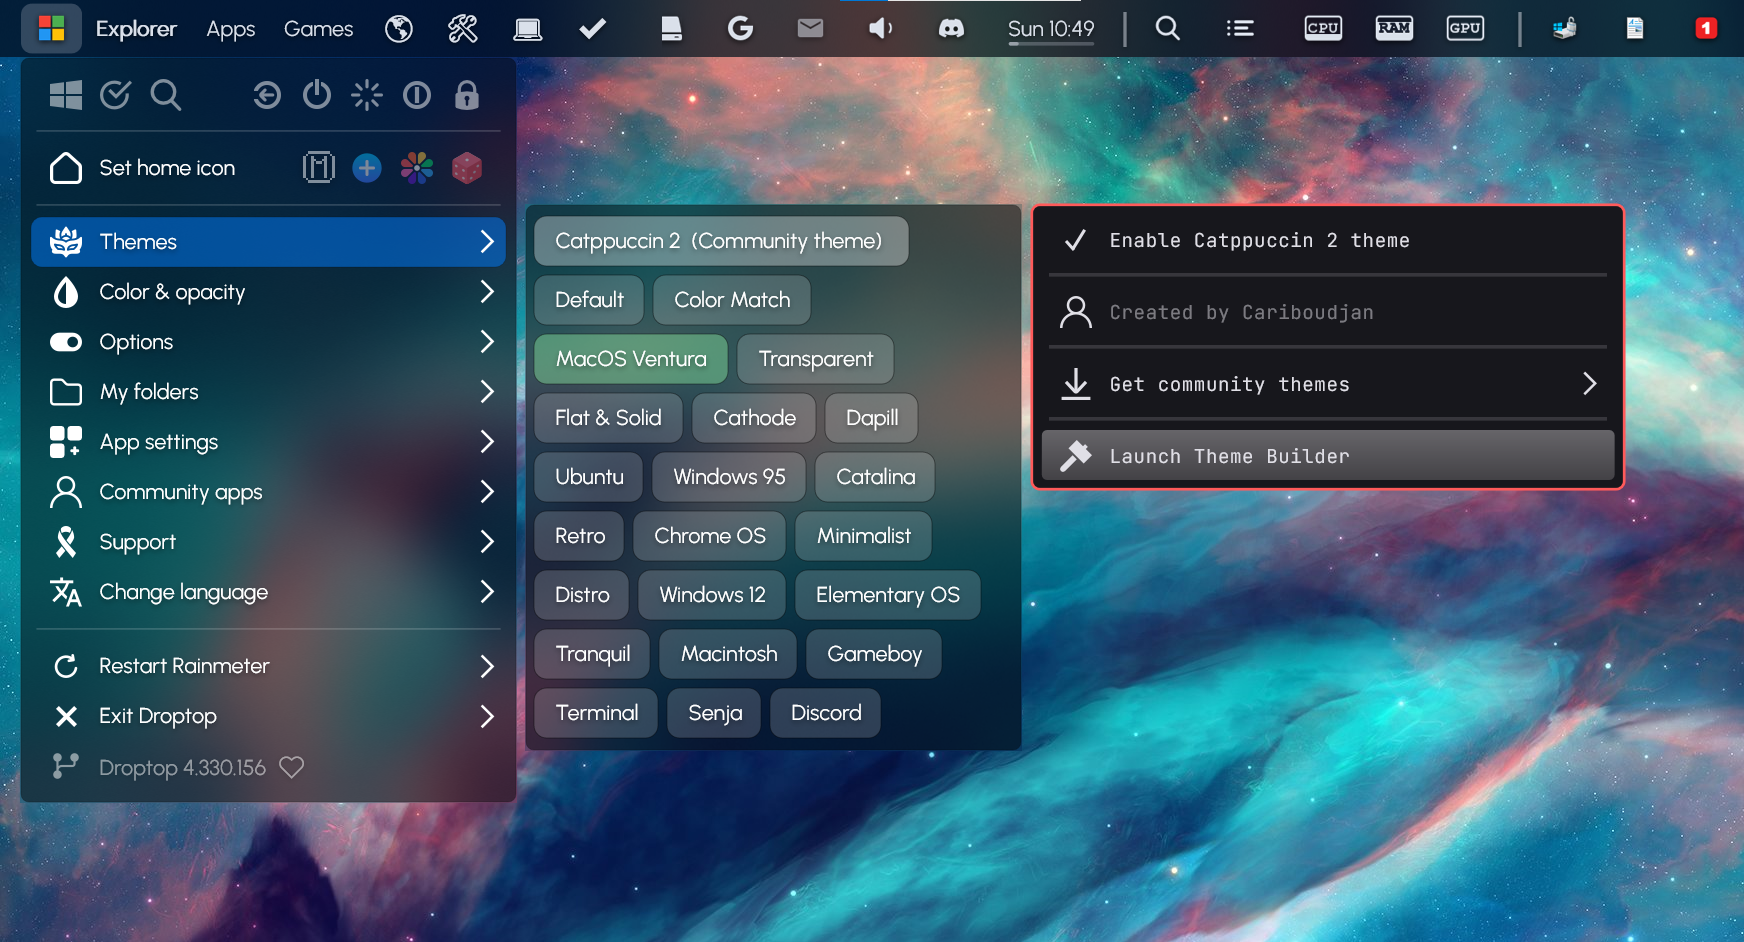 Explorer Apps Games Sun 10:49 CPU RAM GPU 1
Set home icon
Themes
Color & opacity
Options
My folders
App settings
Community apps
Support
Change language
Restart Rainmeter
Exit Droptop
Droptop 4.330.156
Catppuccin 2 (Community theme)
Default Color Match
MacOS Ventura Transparent
Flat & Solid Cathode Dapill
Ubuntu Windows 95 Catalina
Retro Chrome OS Minimalist
Distro Windows 12 Elementary OS
Tranquil Macintosh Gameboy
Terminal Senja Discord
Enable Catppuccin 2 theme
Created by Cariboudjan
Get community themes
Launch Theme Builder